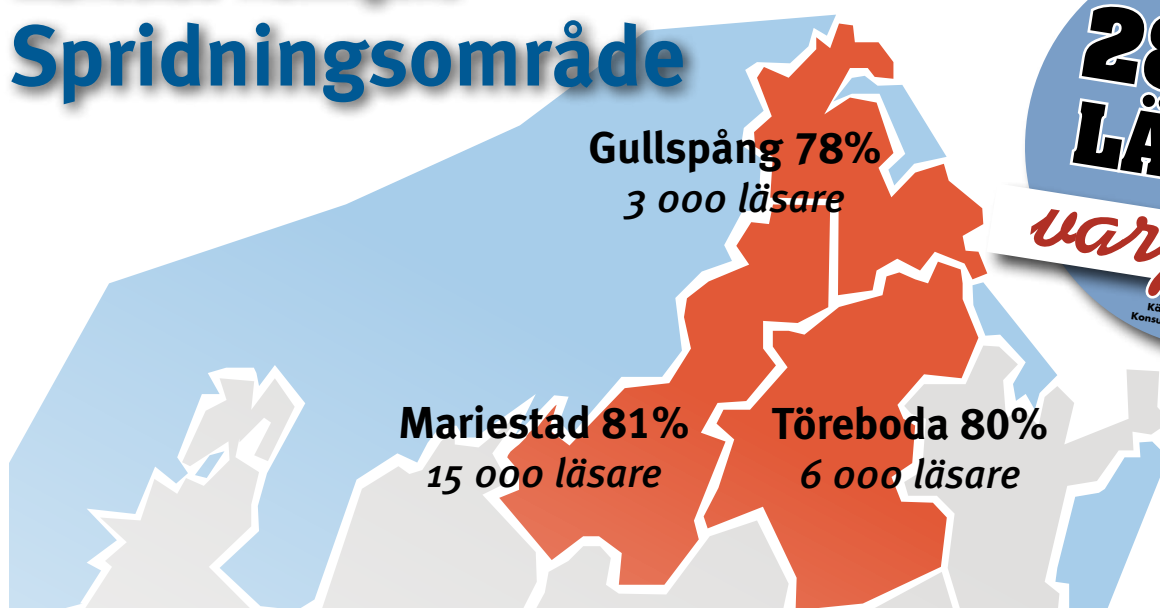 Spridningsområde
Gullspång 78%
3 000 läsare
Mariestad 81%
15 000 läsare
Töreboda 80%
6 000 läsare